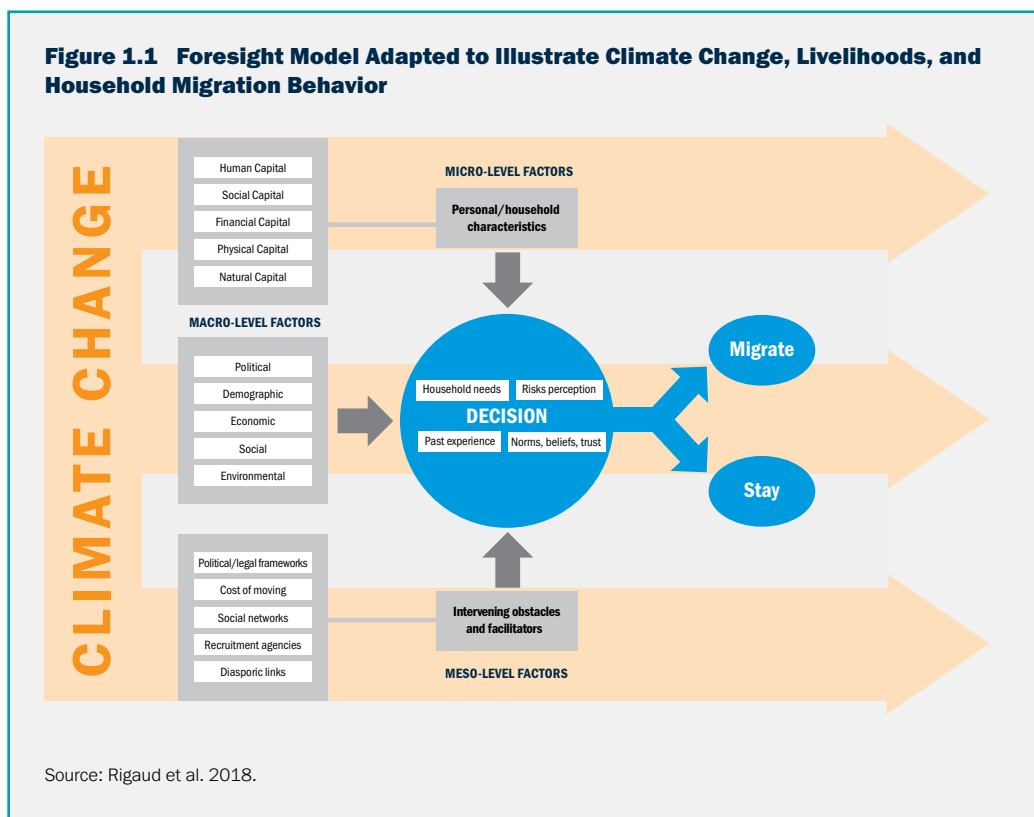 Figure 1.1 Foresight Model Adapted to Illustrate Climate Change, Livelihoods, and
Household Migration Behavior
CLIMATE CHANGE
Human Capital
Social Capital
Financial Capital
Physical Capital
Natural Capital
MICRO-LEVEL FACTORS
Personal/household
characteristics
MACRO-LEVEL FACTORS
Political
Demographic
Economic
Social
Environmental
Household needs
Risks perception
DECISION
Past experience
Norms, beliefs, trust
Migrate
Stay
Political/legal frameworks
Cost of moving
Social networks
Recruitment agencies
Diasporic links
Intervening obstacles
and facilitators
MESO-LEVEL FACTORS
Source: Rigaud et al. 2018.